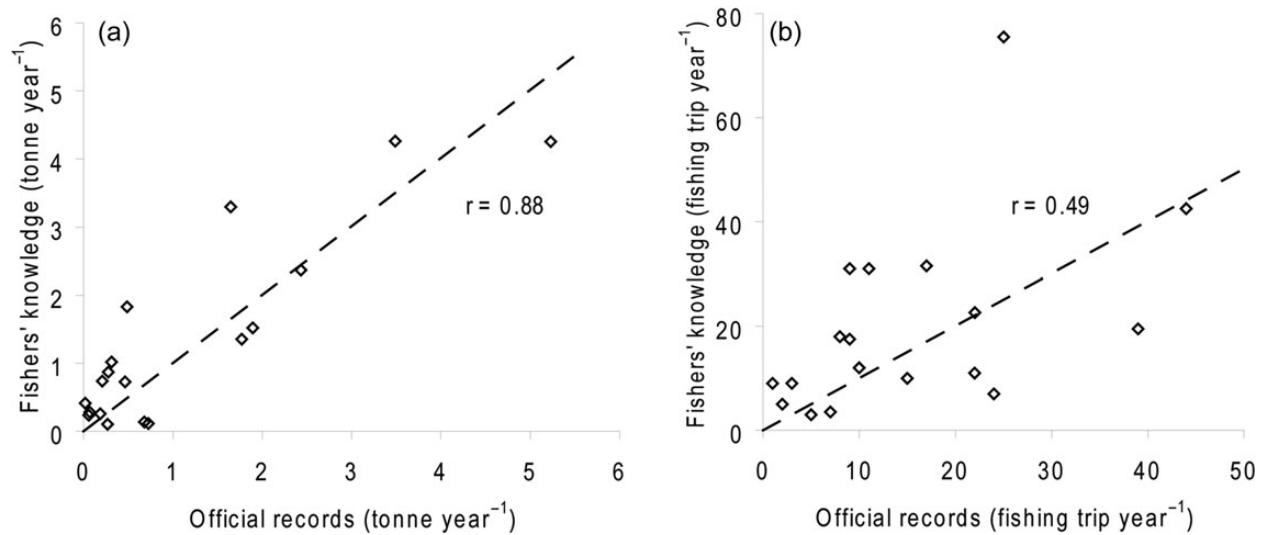 (a)
Fishers' knowledge (tonne year⁻¹)
6
5
4
3
2
1
0
r = 0.88
0 1 2 3 4 5 6
Official records (tonne year⁻¹)
(b)
Fishers' knowledge (fishing trip year⁻¹)
80
60
40
20
0
r = 0.49
0 10 20 30 40 50
Official records (fishing trip year⁻¹)